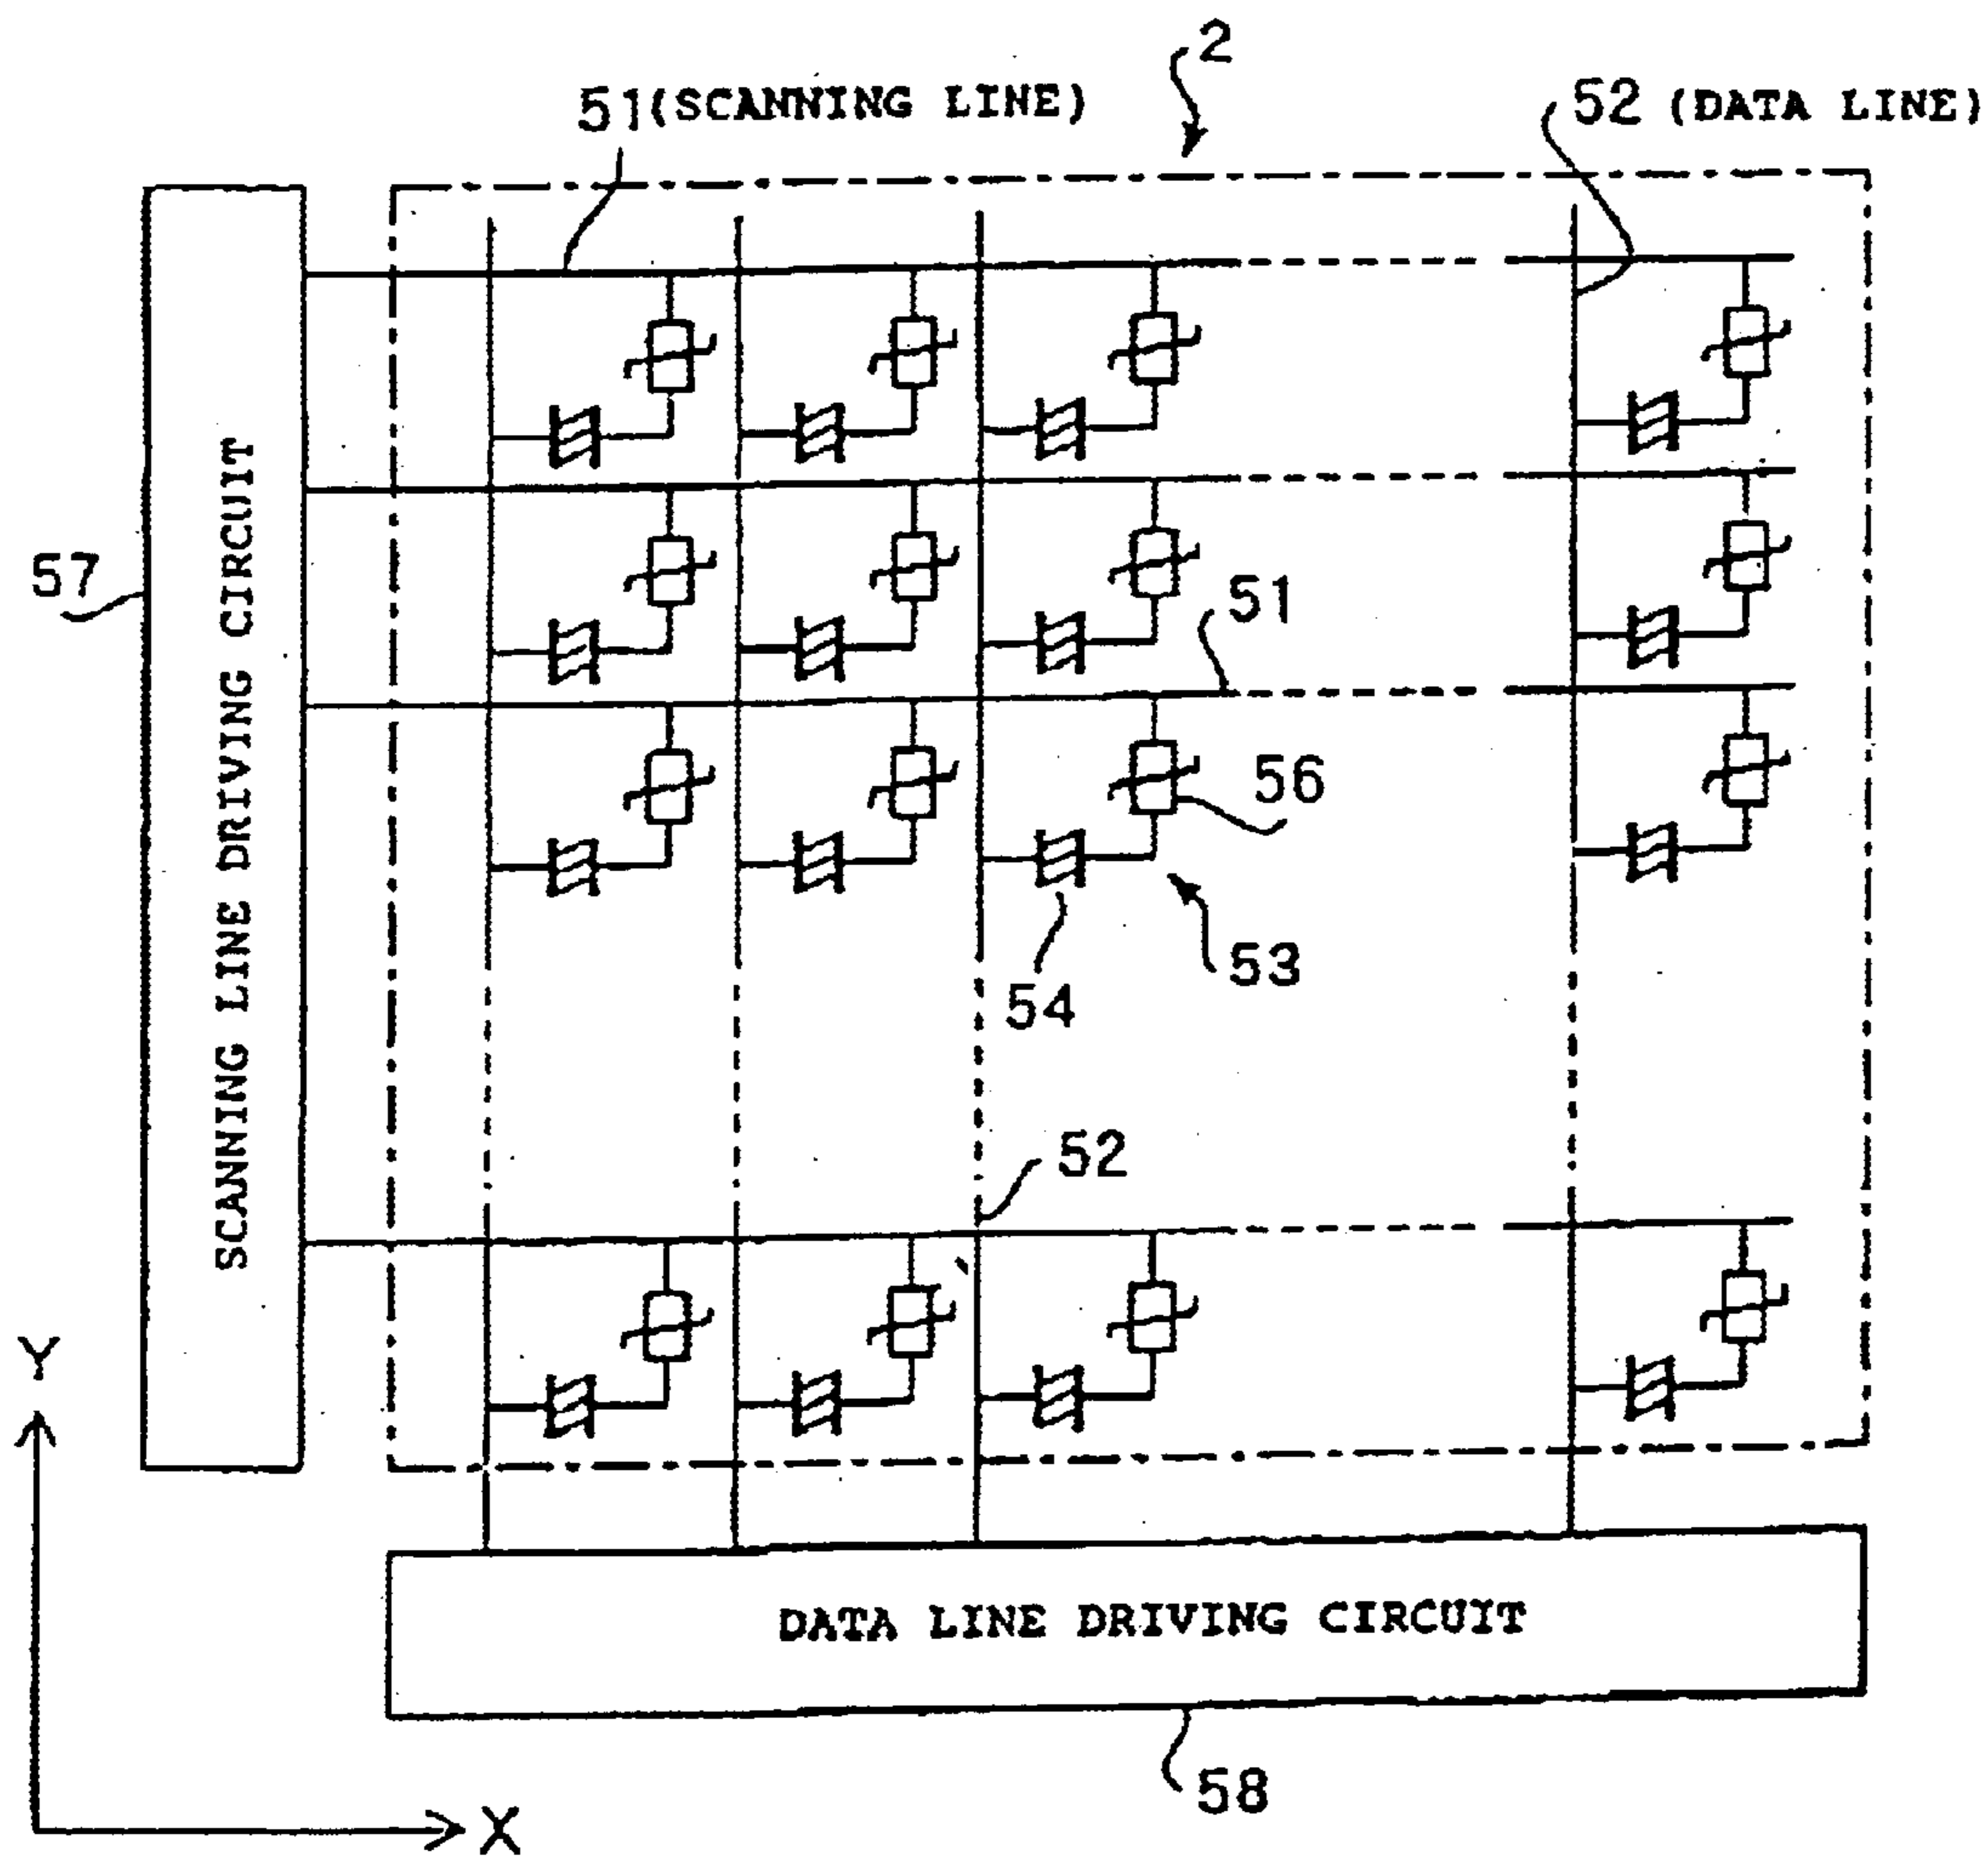 2
51 (SCANNING LINE)
52 (DATA LINE)
57
SCANNING LINE DRIVING CIRCUIT
51
56
53
54
52
Y
DATA LINE DRIVING CIRCUIT
58
X